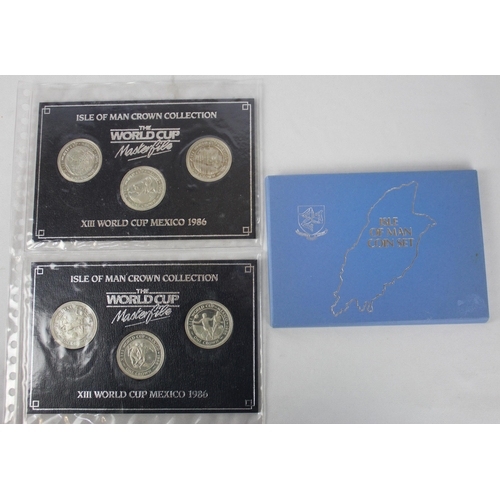 ISLE OF MAN CROWN COLLECTION
THE
WORLD CUP
Masterfile
XIII WORLD CUP MEXICO 1986
ISLE OF MAN CROWN COLLECTION
THE
WORLD CUP
Masterfile
XIII WORLD CUP MEXICO 1986
ISLE
OF MAN
COIN SET